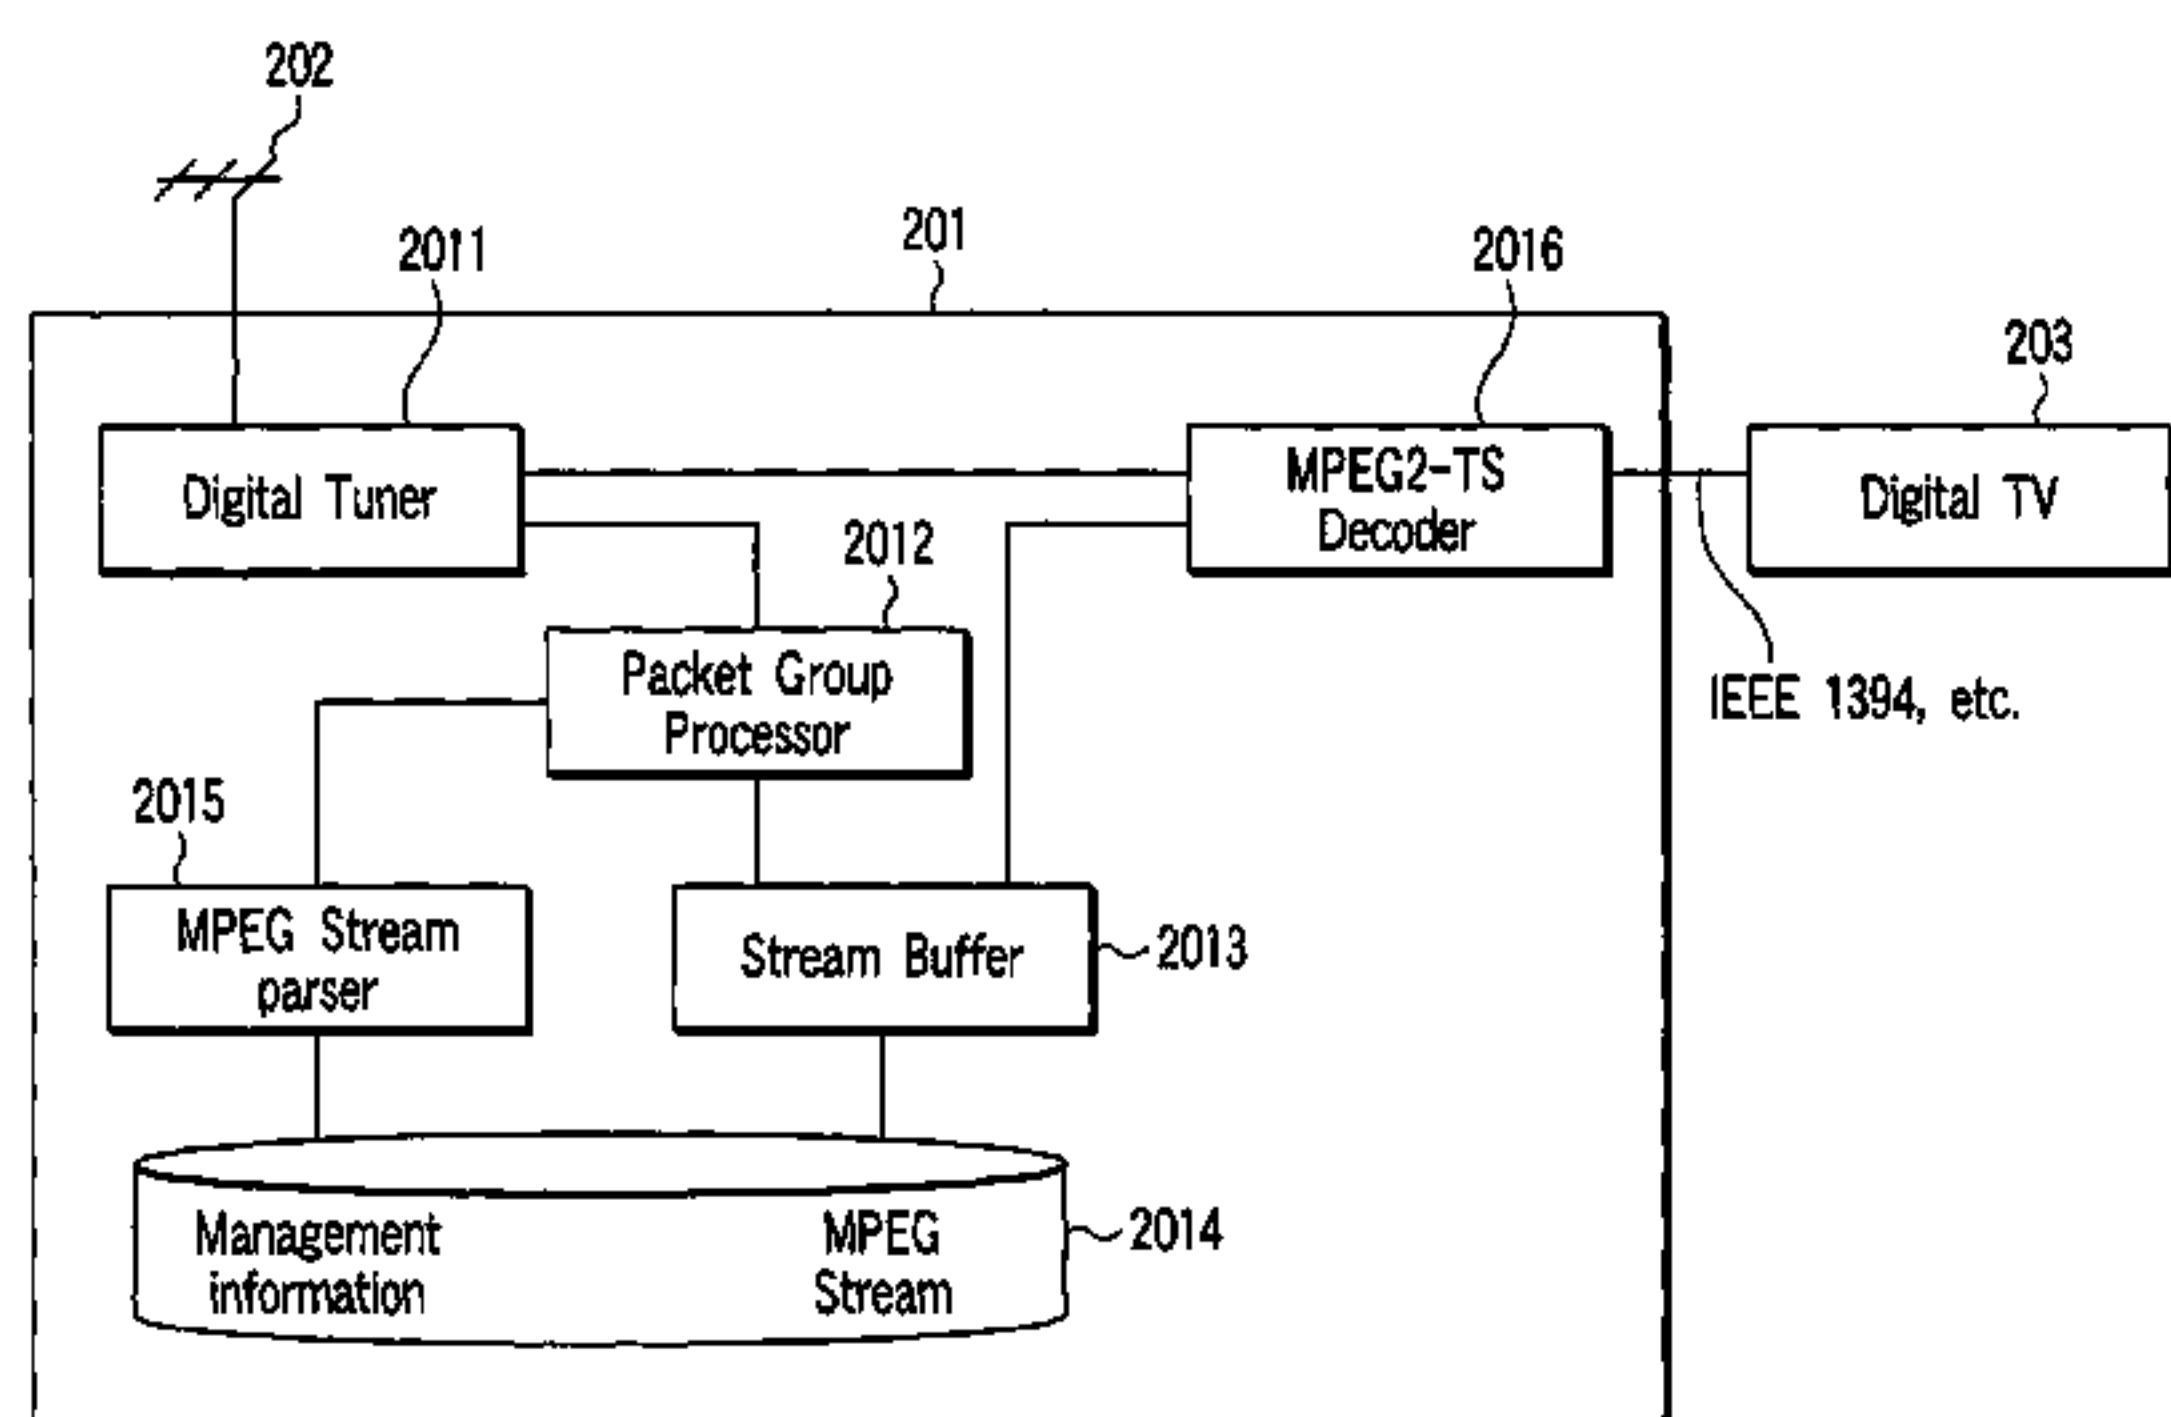 202
201
2011
2016
203
Digital Tuner
MPEG2-TS
Decoder
Digital TV
2012
Packet Group
Processor
IEEE 1394, etc.
2015
MPEG Stream
parser
Stream Buffer
2013
Management
information
MPEG
Stream
2014